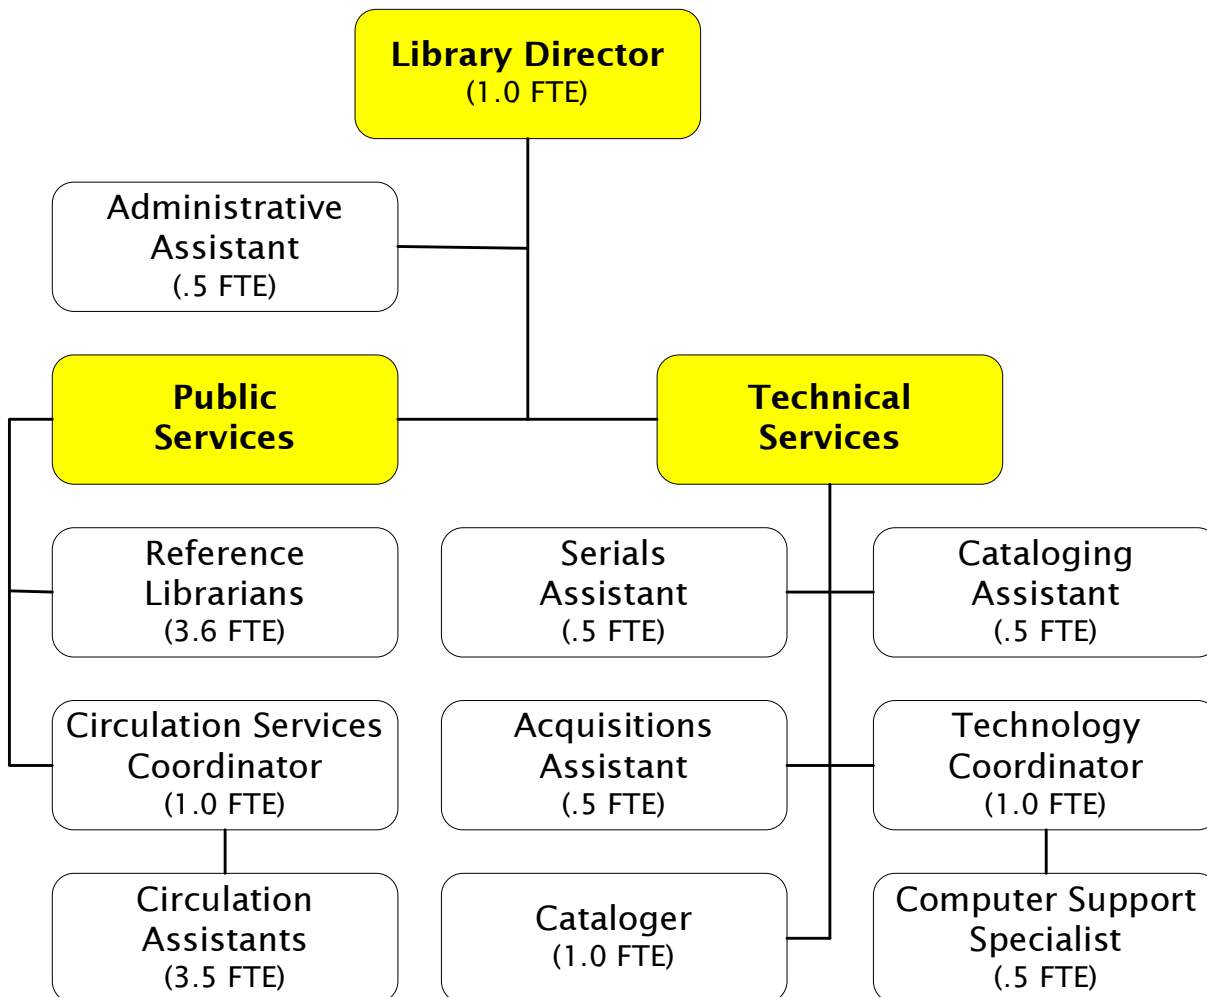 Library Director
(1.0 FTE)
Administrative
Assistant
(.5 FTE)
Public
Services
Technical
Services
Reference
Librarians
(3.6 FTE)
Serials
Assistant
(.5 FTE)
Cataloging
Assistant
(.5 FTE)
Circulation Services
Coordinator
(1.0 FTE)
Acquisitions
Assistant
(.5 FTE)
Technology
Coordinator
(1.0 FTE)
Circulation
Assistants
(3.5 FTE)
Cataloger
(1.0 FTE)
Computer Support
Specialist
(.5 FTE)